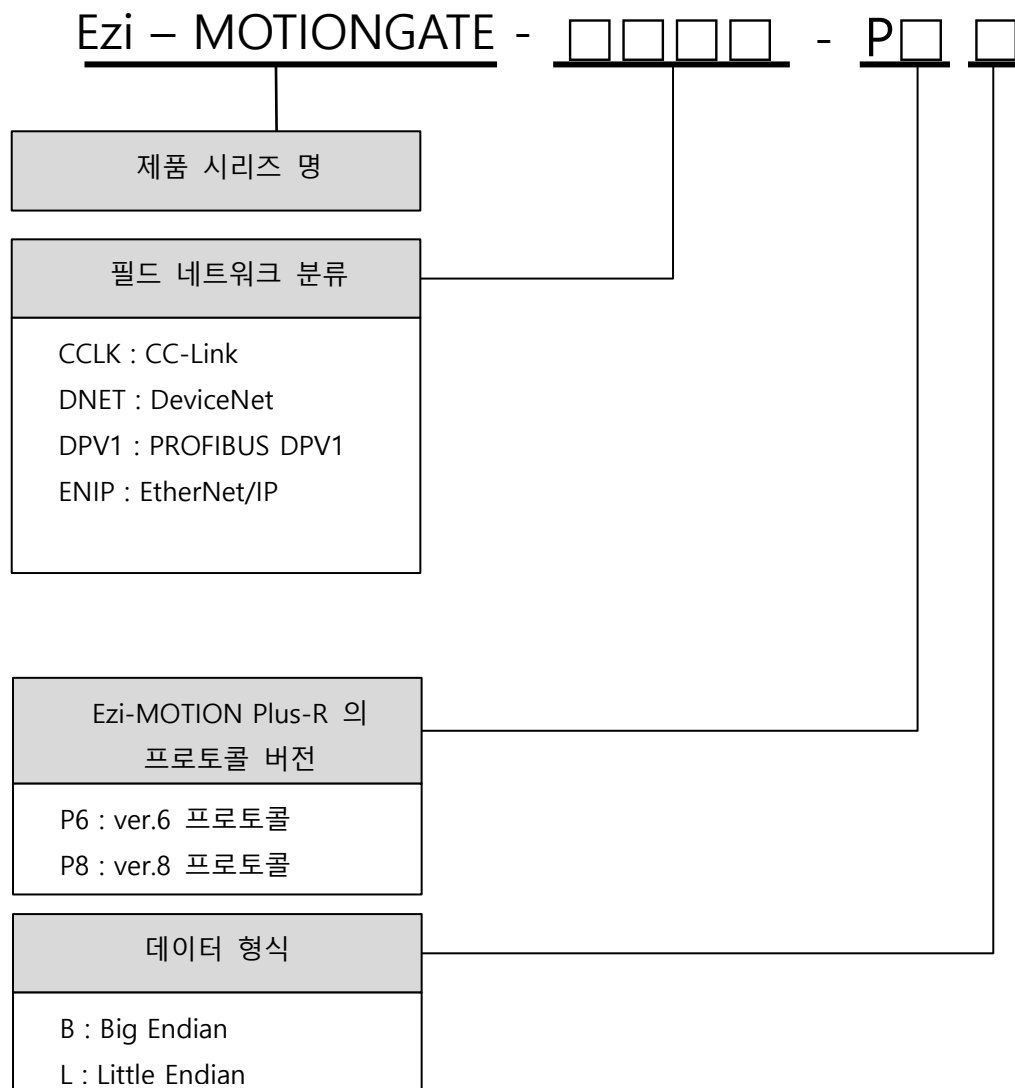 Ezi – MOTIONGATE - □□□□ - P□ □
제품 시리즈 명
필드 네트워크 분류
CCLK : CC-Link
DNET : DeviceNet
DPV1 : PROFIBUS DPV1
ENIP : EtherNet/IP
Ezi-MOTION Plus-R 의
프로토콜 버전
P6 : ver.6 프로토콜
P8 : ver.8 프로토콜
데이터 형식
B : Big Endian
L : Little Endian